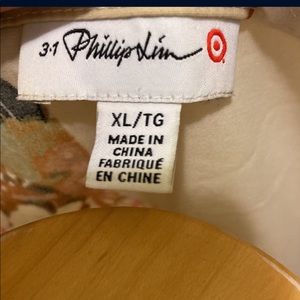 3.1 Phillip Lim
XL/TG
MADE IN
CHINA
FABRIQUÉ
EN CHINE